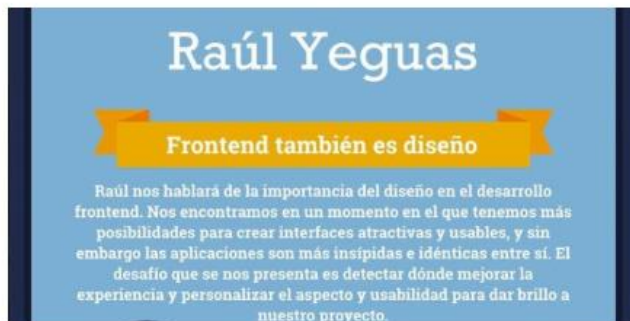 Raúl Yeguas
Frontend también es diseño
Raúl nos hablará de la importancia del diseño en el desarrollo
frontend. Nos encontramos en un momento en el que tenemos más
posibilidades para crear interfaces atractivas y usables, y sin
embargo las aplicaciones son más insípidas e idénticas entre sí. El
desafío que se nos presenta es detectar dónde mejorar la
experiencia y personalizar el aspecto y usabilidad para dar brillo a
nuestro proyecto.